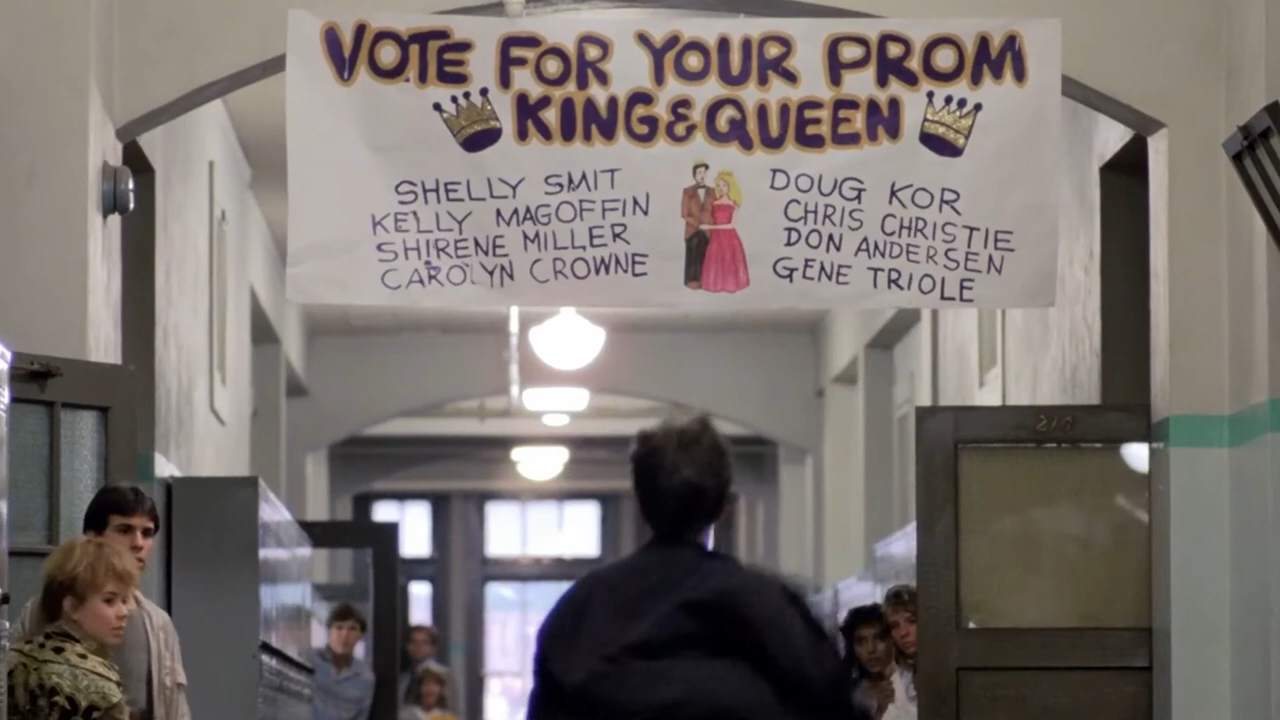 VOTE FOR YOUR PROM
KING&QUEEN
SHELLY SMIT
KELLY MAGOFFIN
SHIRENE MILLER
CAROLYN CROWNE
DOUG KOR
CHRIS CHRISTIE
DON ANDERSEN
GENE TRIOLE